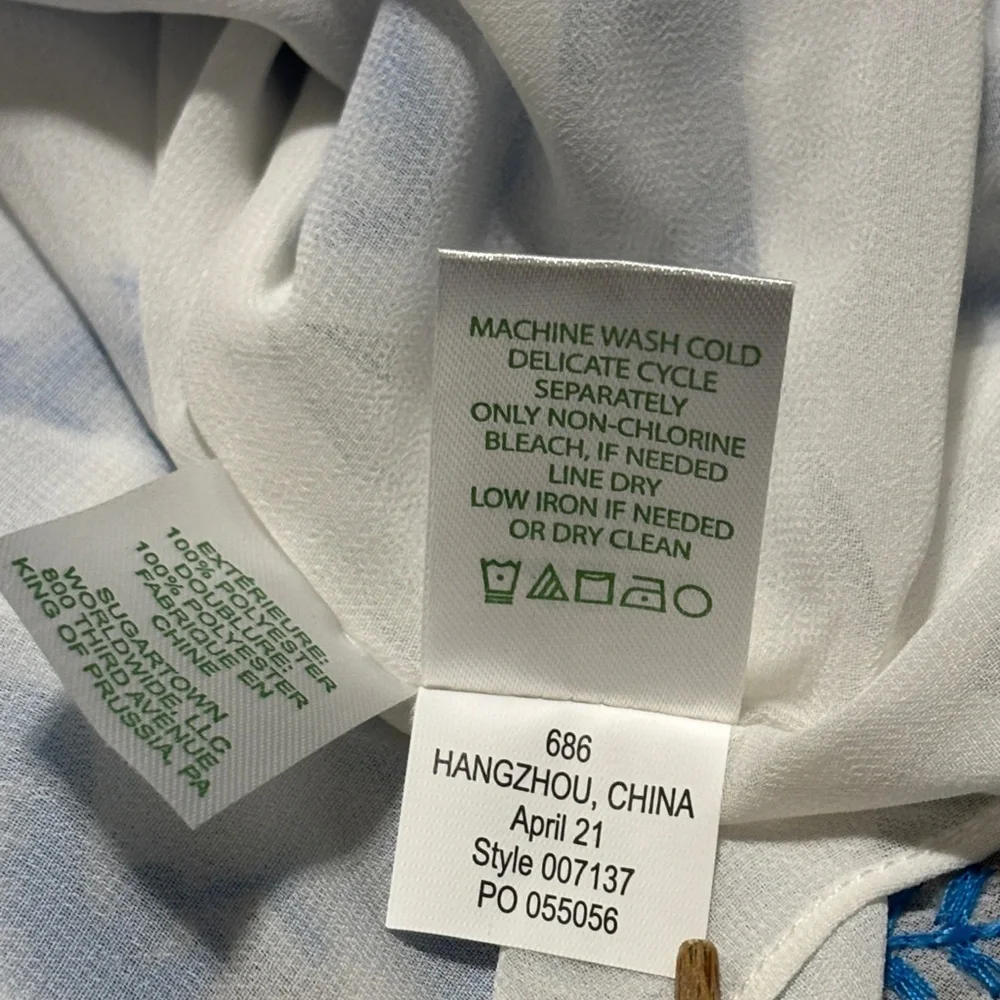 MACHINE WASH COLD
DELICATE CYCLE
SEPARATELY
ONLY NON-CHLORINE
BLEACH, IF NEEDED
LINE DRY
LOW IRON IF NEEDED
OR DRY CLEAN
686
HANGZHOU, CHINA
April 21
Style 007137
PO 055056
EXTÉRIEURE:
100% POLYESTER
DOUBLURE:
100% POLYESTER
FABRIQUE EN
CHINE
SUGARTOWN
WORLDWIDE LLC
800 THIRD AVENUE
KING OF PRUSSIA, PA